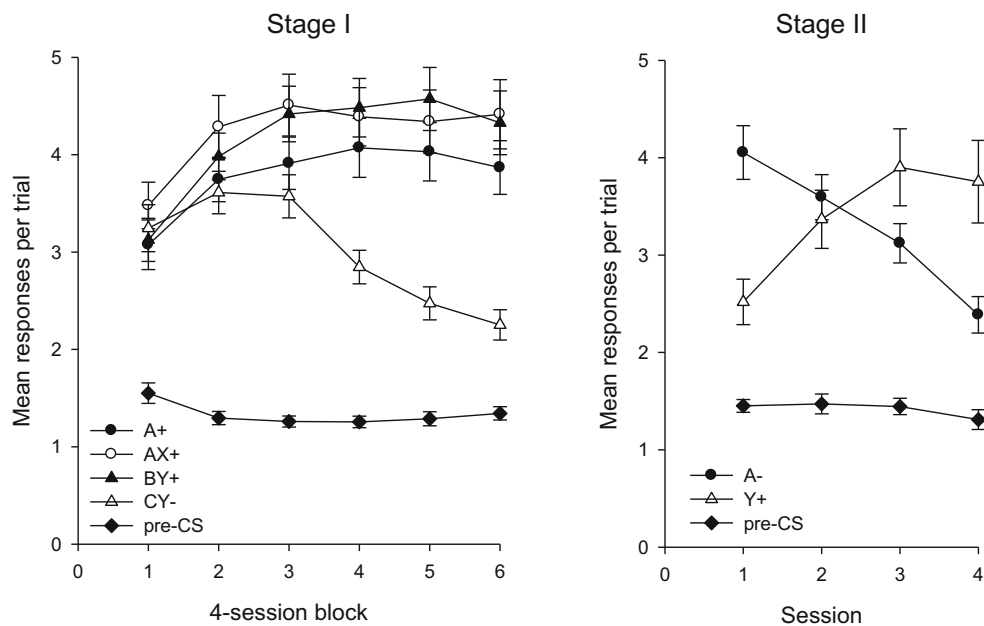 Stage I
Mean responses per trial
5
4
3
2
1
0
A+
AX+
BY+
CY-
pre-CS
0 1 2 3 4 5 6
4-session block
Stage II
Mean responses per trial
5
4
3
2
1
0
A-
Y+
pre-CS
0 1 2 3 4
Session